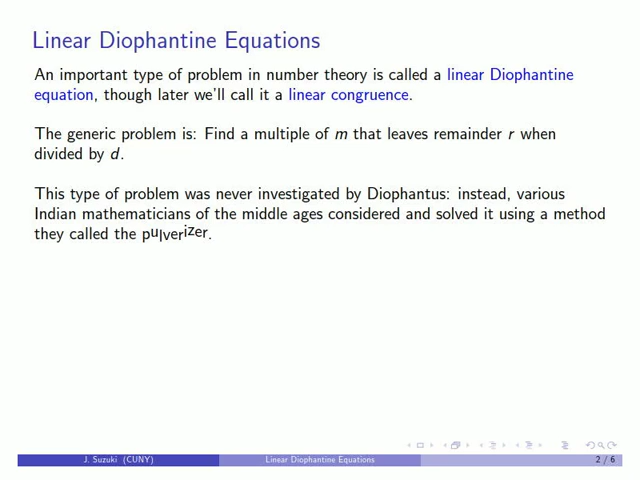 Linear Diophantine Equations
An important type of problem in number theory is called a linear Diophantine
equation, though later we'll call it a linear congruence.
The generic problem is: Find a multiple of m that leaves remainder r when
divided by d.
This type of problem was never investigated by Diophantus: instead, various
Indian mathematicians of the middle ages considered and solved it using a method
they called the pulverizer.
J. Suzuki (CUNY)
Linear Diophantine Equations
2 / 6